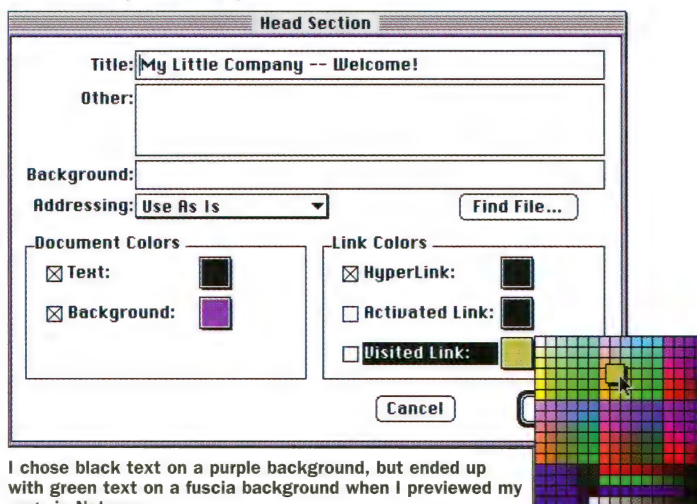 Head Section
Title: My Little Company -- Welcome!
Other:
Background:
Addressing: Use As Is Find File...
Document Colors Link Colors
Text: HyperLink:
Background: Activated Link:
Visited Link:
Cancel
I chose black text on a purple background, but ended up
with green text on a fuscia background when I previewed my